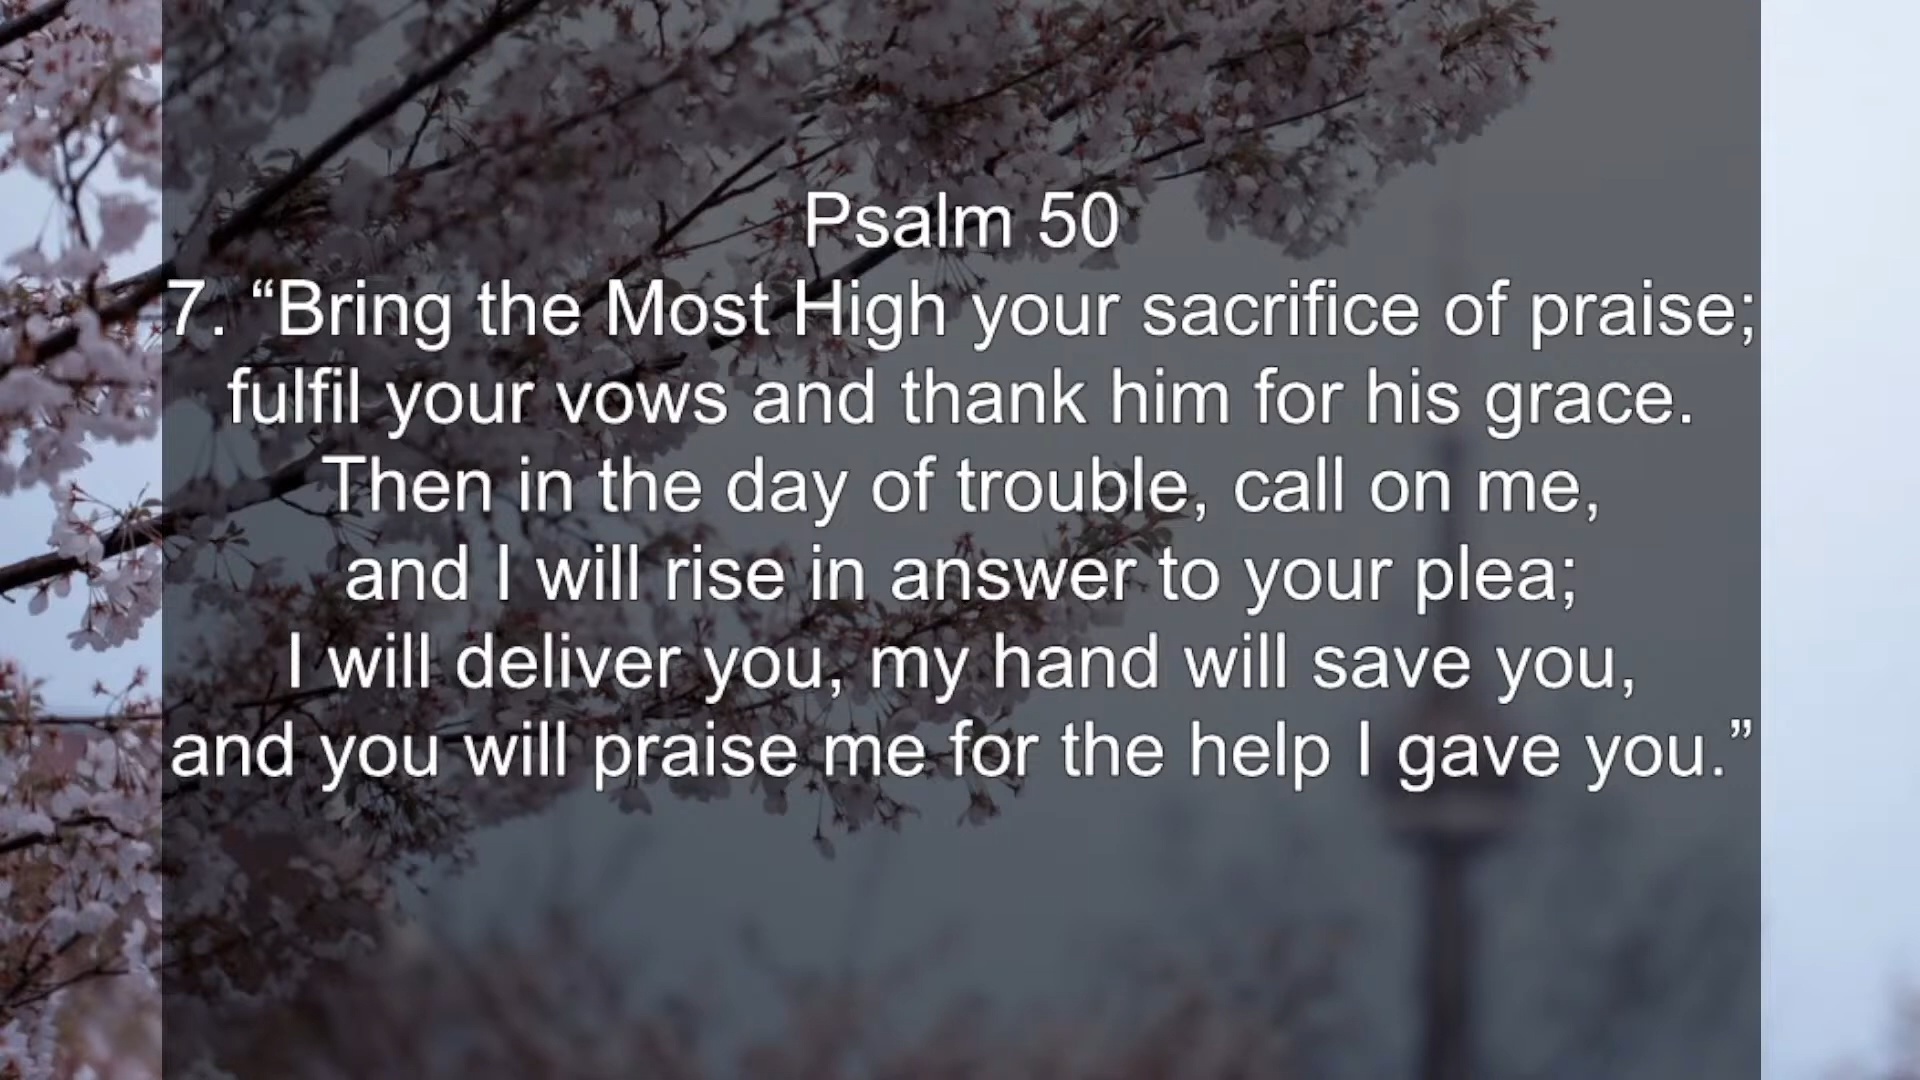 Psalm 50
7. “Bring the Most High your sacrifice of praise;
fulfil your vows and thank him for his grace.
Then in the day of trouble, call on me,
and I will rise in answer to your plea;
I will deliver you, my hand will save you,
and you will praise me for the help I gave you.”